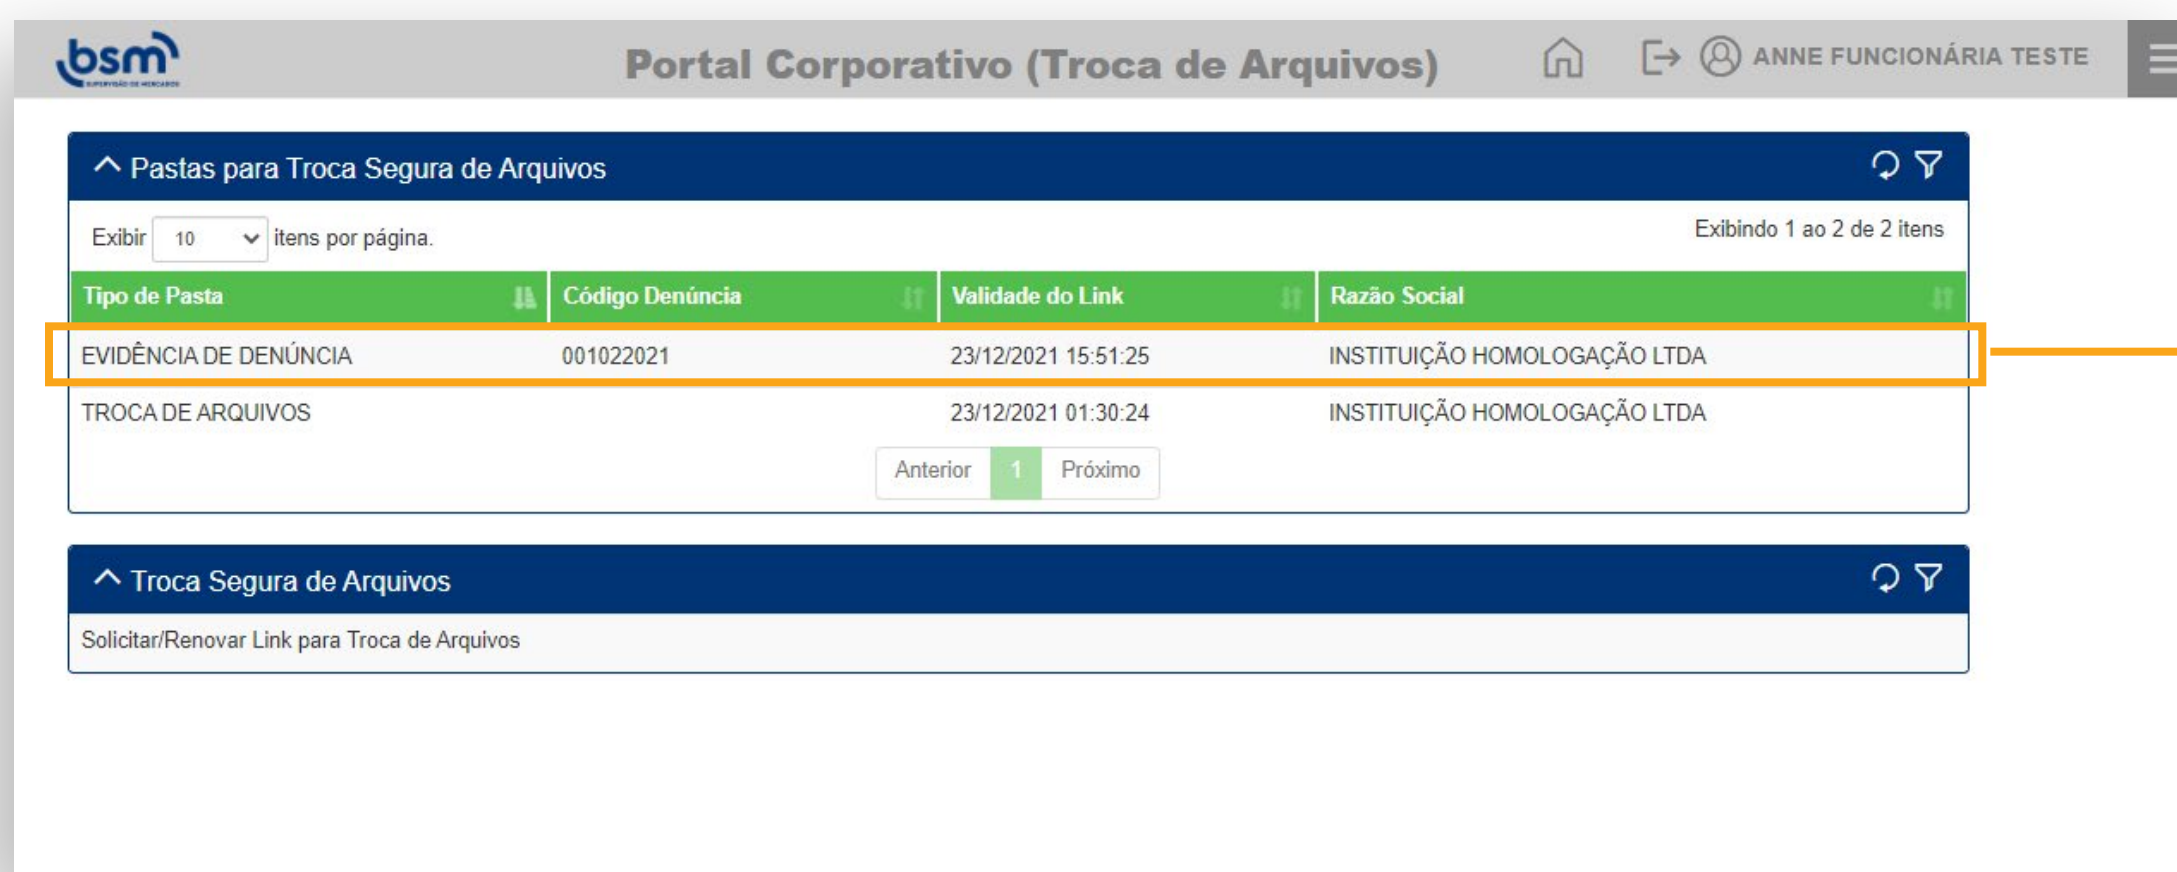 bsm
SUPERVISÃO DE MERCADOS
Portal Corporativo (Troca de Arquivos)
ANNE FUNCIONÁRIA TESTE
Pastas para Troca Segura de Arquivos
Exibir 10 itens por página.
Exibindo 1 ao 2 de 2 itens
Tipo de Pasta Código Denúncia Validade do Link Razão Social
EVIDÊNCIA DE DENÚNCIA 001022021 23/12/2021 15:51:25 INSTITUIÇÃO HOMOLOGAÇÃO LTDA
TROCA DE ARQUIVOS 23/12/2021 01:30:24 INSTITUIÇÃO HOMOLOGAÇÃO LTDA
Anterior 1 Próximo
Troca Segura de Arquivos
Solicitar/Renovar Link para Troca de Arquivos